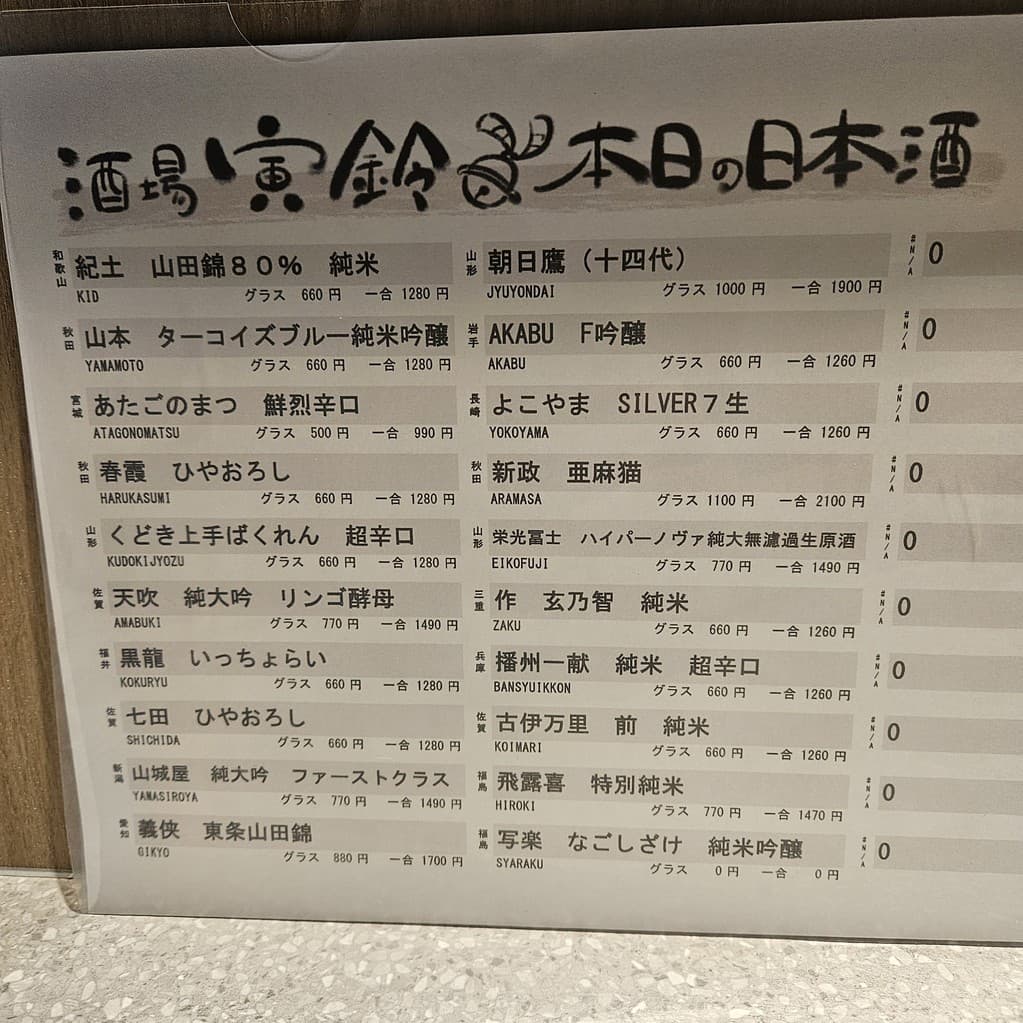 酒場 寅鈴 本日の日本酒
和歌山 紀土 山田錦80% 純米
KID グラス 660円 一合 1280円
秋田 山本 ターコイズブルー純米吟醸
YAMAMOTO グラス 660円 一合 1280円
宮城 あたごのまつ 鮮烈辛口
ATAGONOMATSU グラス 500円 一合 990円
秋田 春霞 ひやおろし
HARUKASUMI グラス 660円 一合 1280円
山形 くどき上手ばくれん 超辛口
KUDOKIJYOZU グラス 660円 一合 1280円
佐賀 天吹 純大吟 リンゴ酵母
AMABUKI グラス 770円 一合 1490円
福井 黒龍 いっちょらい
KOKURYU グラス 660円 一合 1280円
佐賀 七田 ひやおろし
SHICHIDA グラス 660円 一合 1280円
新潟 山城屋 純大吟 ファーストクラス
YAMASIROYA グラス 770円 一合 1490円
愛知 義侠 東条山田錦
GIKYO グラス 880円 一合 1700円
山形 朝日鷹（十四代）
JYUYONDAI グラス 1000円 一合 1900円
岩手 AKABU F吟醸
AKABU グラス 660円 一合 1260円
長崎 よこやま SILVER7生
YOKOYAMA グラス 660円 一合 1260円
秋田 新政 亜麻猫
ARAMASA グラス 1100円 一合 2100円
山形 栄光冨士 ハイパーノヴァ純大無濾過生原酒
EIKOFUJI グラス 770円 一合 1490円
三重 作 玄乃智 純米
ZAKU グラス 660円 一合 1260円
兵庫 播州一献 純米 超辛口
BANSYUIKKON グラス 660円 一合 1260円
佐賀 古伊万里 前 純米
KOIMARI グラス 660円 一合 1260円
福島 飛露喜 特別純米
HIROKI グラス 770円 一合 1470円
福島 写楽 なごしざけ 純米吟醸
SYARAKU グラス 0円 一合 0円
#N/A 0
#N/A 0
#N/A 0
#N/A 0
#N/A 0
#N/A 0
#N/A 0
#N/A 0
#N/A 0
#N/A 0